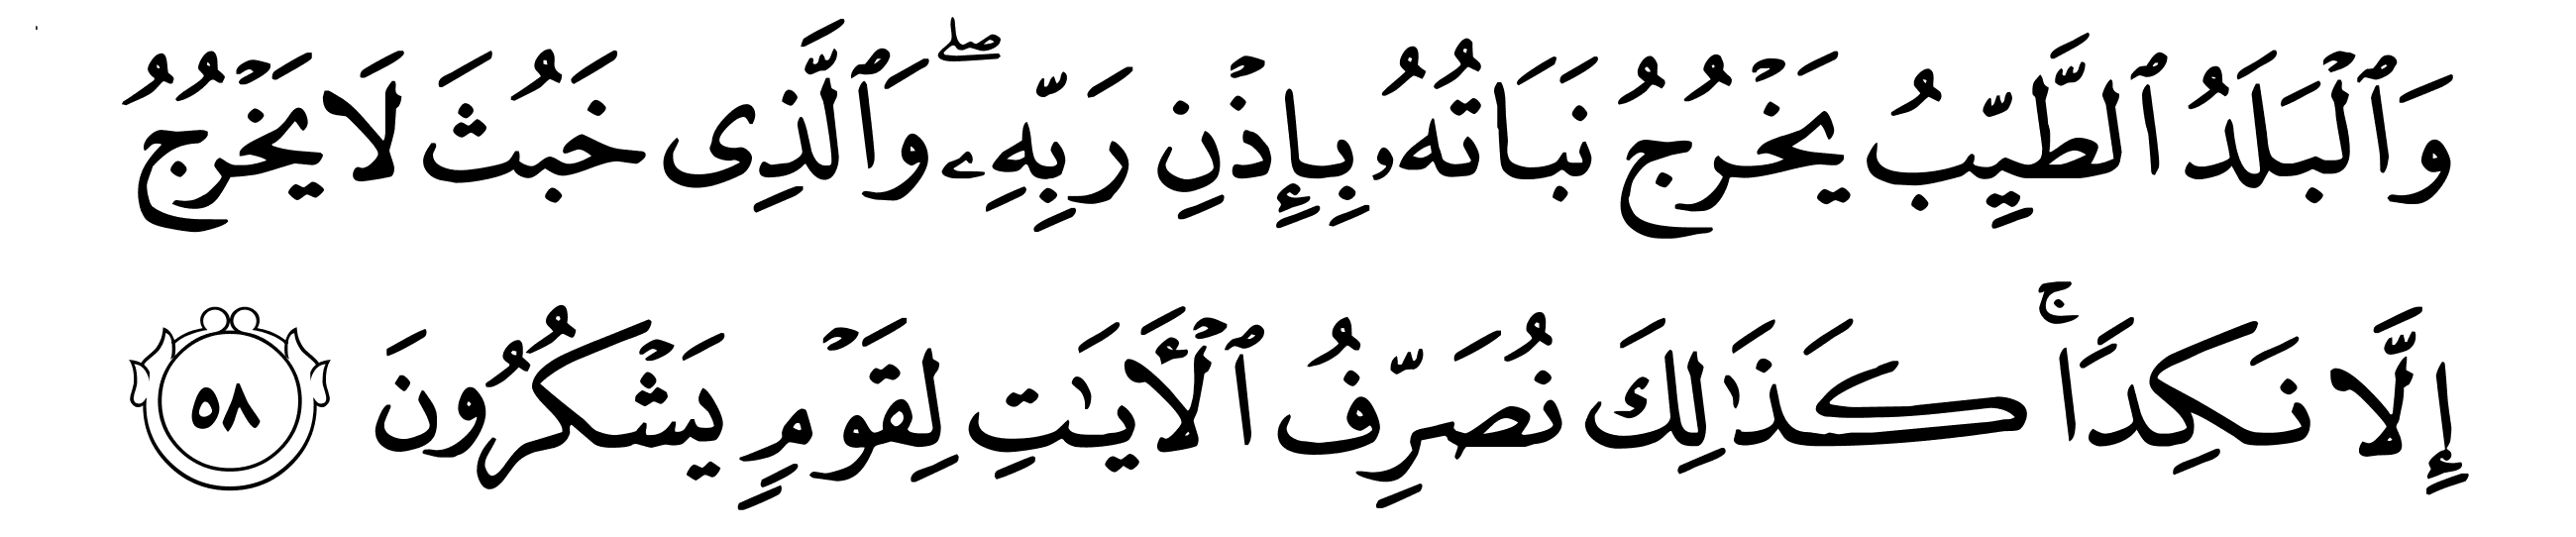 وَٱلْبَلَدُ ٱلطَّيِّبُ يَخْرُجُ نَبَاتُهُۥ بِإِذْنِ رَبِّهِۦ ۖ وَٱلَّذِى خَبُثَ لَا يَخْرُجُ
إِلَّا نَكِدًا ۚ كَذَٰلِكَ نُصَرِّفُ ٱلْأَيَـٰتِ لِقَوْمٍ يَشْكُرُونَ ٥٨